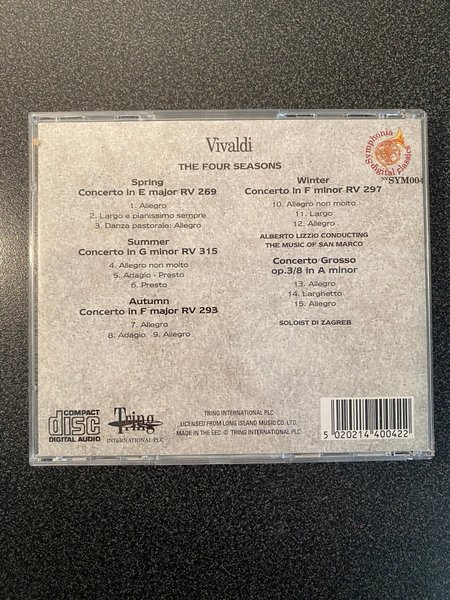 Vivaldi
THE FOUR SEASONS
Spring
Concerto in E major RV 269
1. Allegro
2. Largo e pianissimo sempre
3. Danza pastorale: Allegro
Summer
Concerto in G minor RV 315
4. Allegro non molto
5. Adagio - Presto
6. Presto
Autumn
Concerto in F major RV 293
7. Allegro
8. Adagio 9. Allegro
Winter
Concerto in F minor RV 297
10. Allegro non molto
11. Largo
12. Allegro
ALBERTO LIZZIO CONDUCTING
THE MUSIC OF SAN MARCO
Concerto Grosso
op.3/8 in A minor
13. Allegro
14. Larghetto
15. Allegro
SOLOIST DI ZAGREB
Symphonia
digital classics
Nº SYM004
COMPACT
disc
DIGITAL AUDIO
Tring
INTERNATIONAL PLC
TRING INTERNATIONAL PLC
LICENSED FROM LONG ISLAND MUSIC CO. LTD.
MADE IN THE EEC © TRING INTERNATIONAL PLC
5 020214 400422